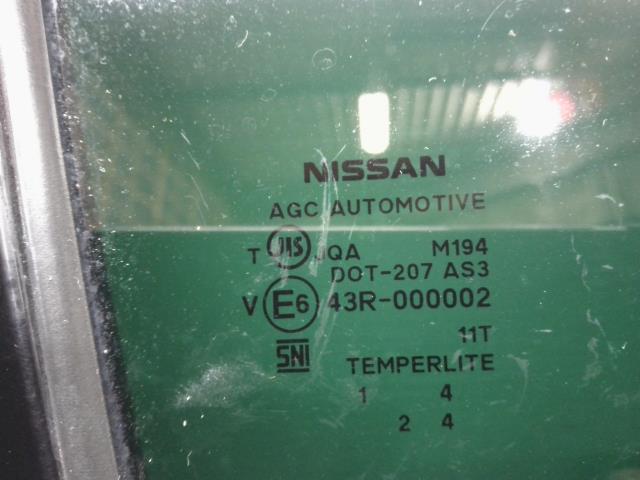 NISSAN
AGC AUTOMOTIVE
T JIS JQA M194
DOT-207 AS3
V E6 43R-000002
SNI 11T
TEMPERLITE
1 4
2 4